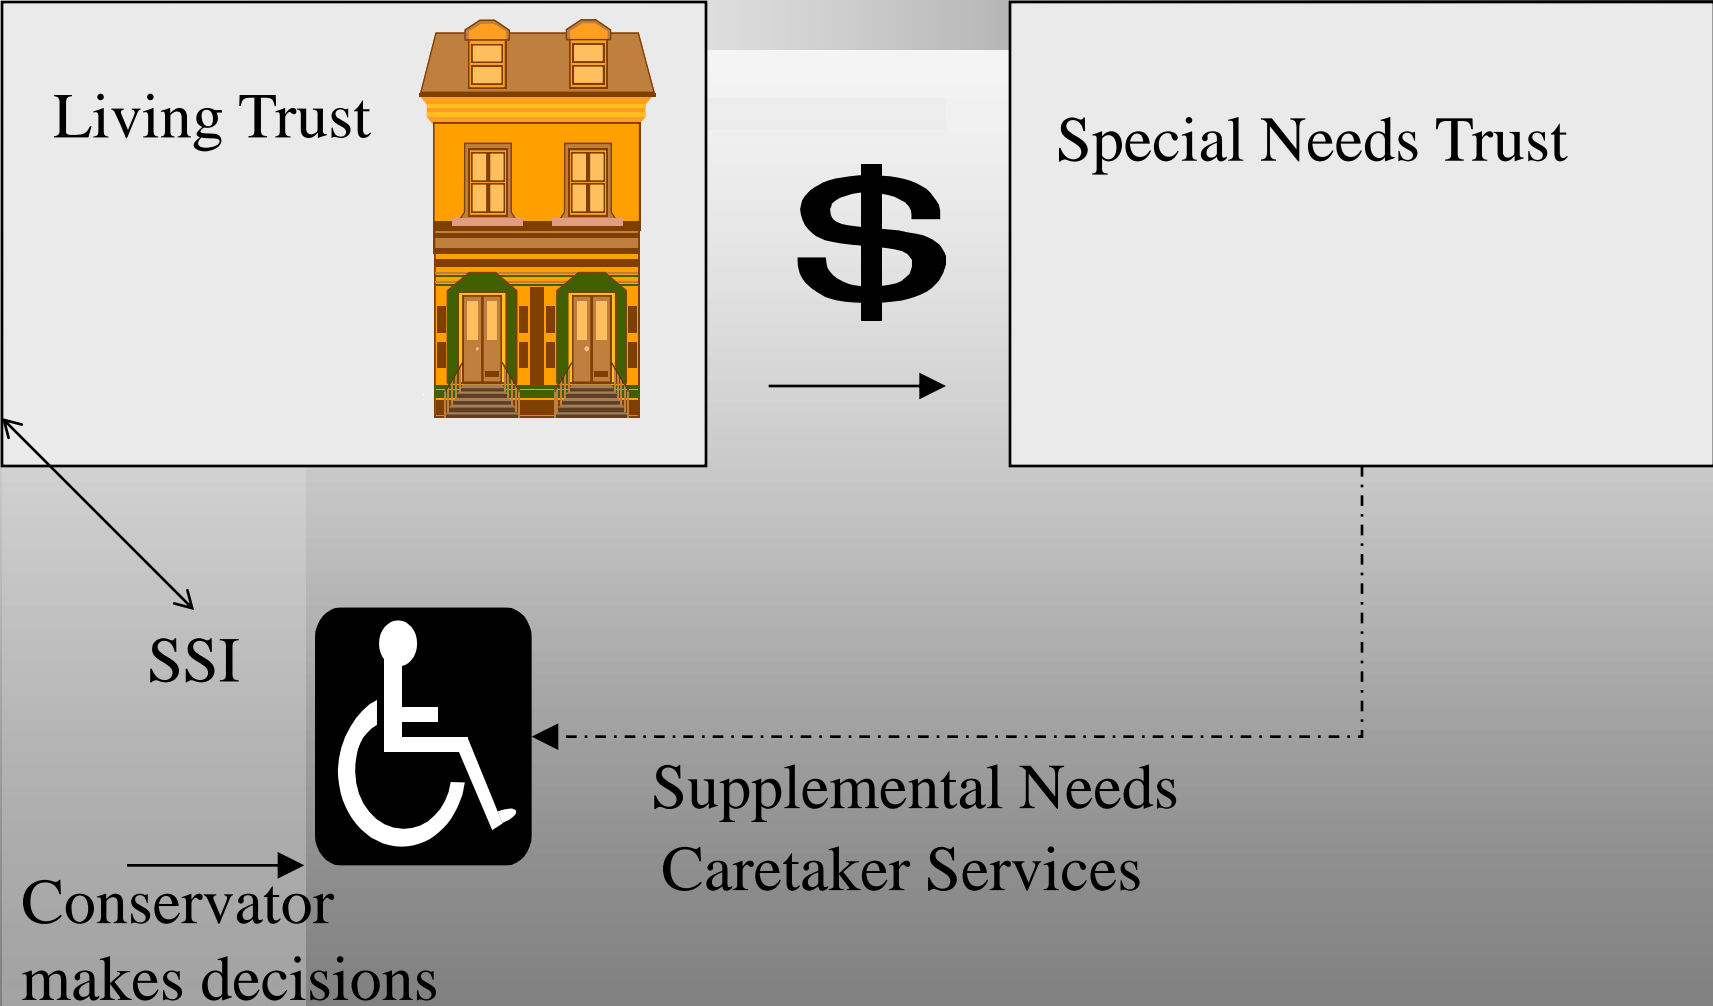 Living Trust
$
Special Needs Trust
SSI
Supplemental Needs
Caretaker Services
Conservator
makes decisions